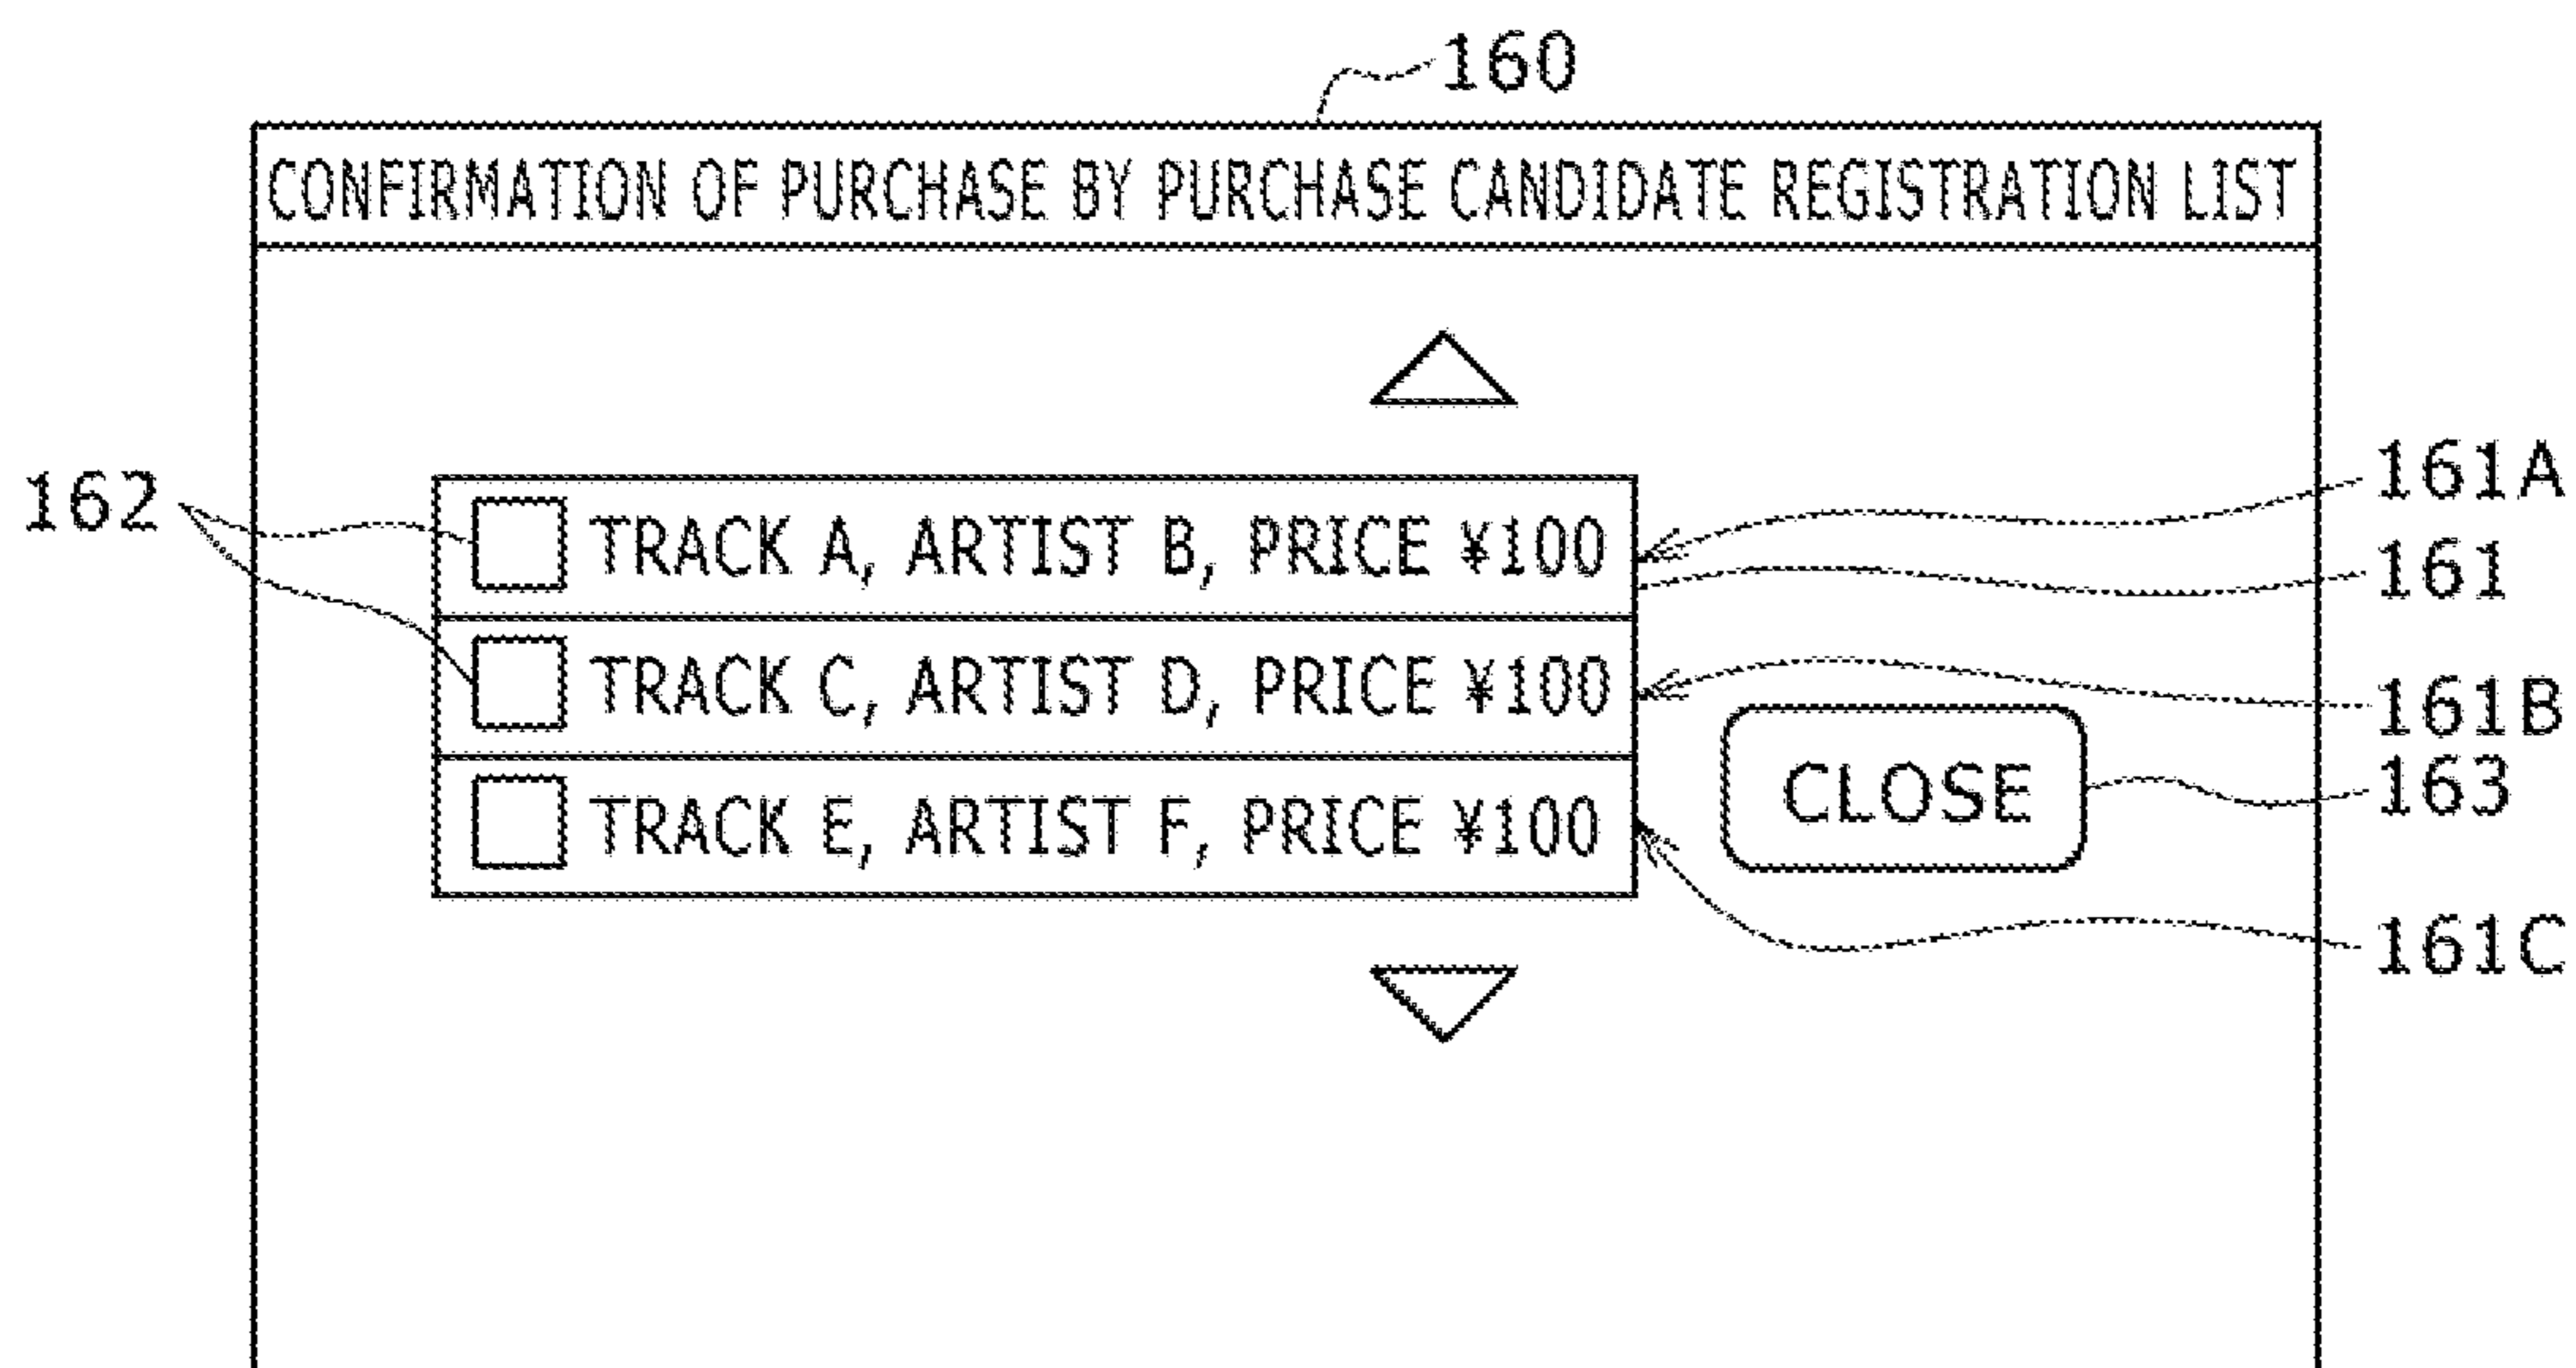 160
CONFIRMATION OF PURCHASE BY PURCHASE CANDIDATE REGISTRATION LIST
161A
162
TRACK A, ARTIST B, PRICE ¥100
161
TRACK C, ARTIST D, PRICE ¥100
161B
CLOSE
163
TRACK E, ARTIST F, PRICE ¥100
161C